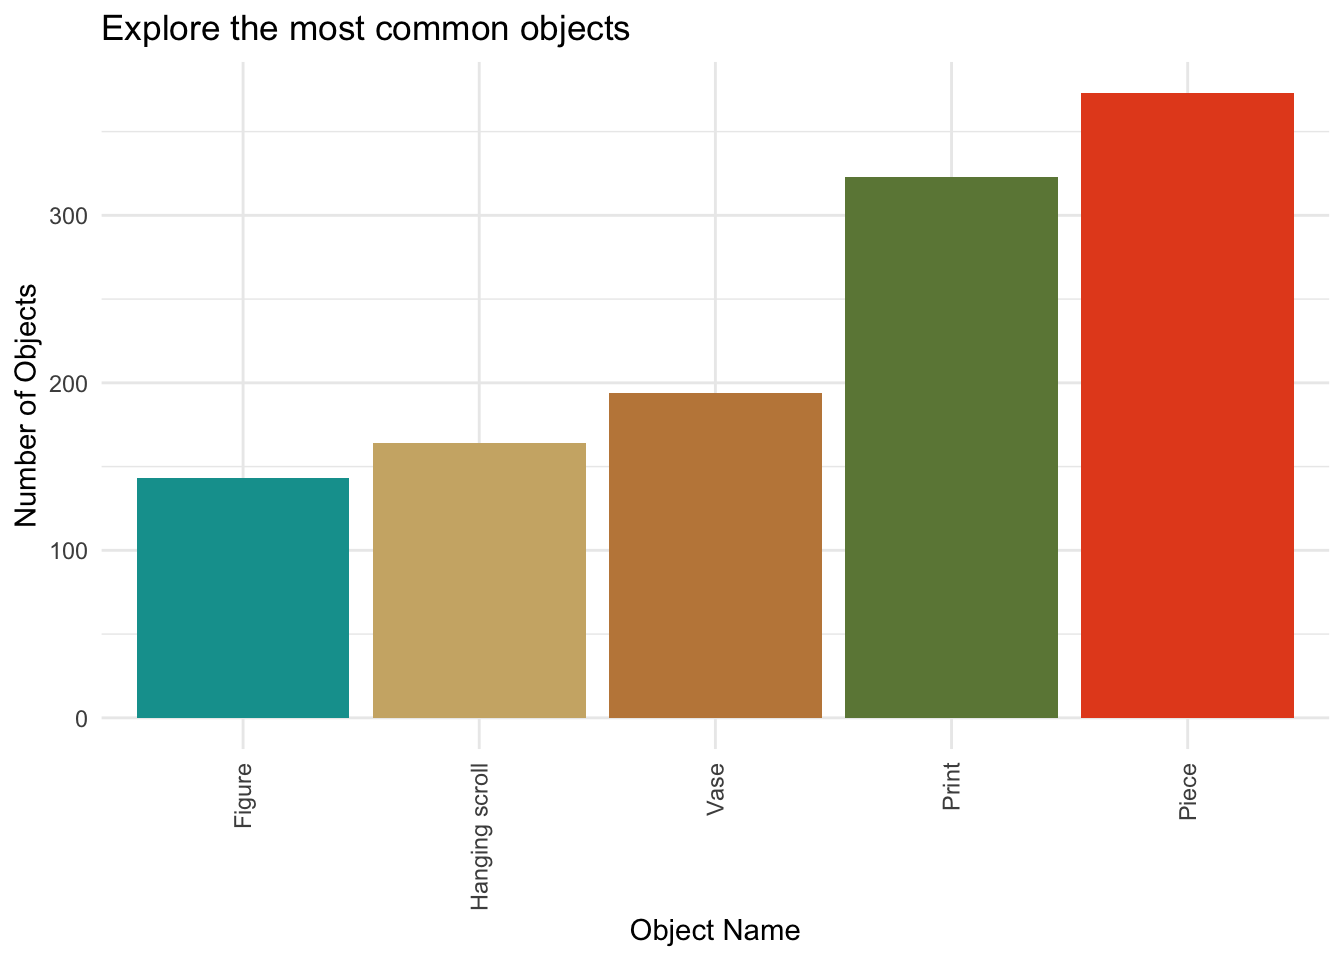 Explore the most common objects
Number of Objects
300
200
100
0
Figure
Hanging scroll
Vase
Print
Piece
Object Name